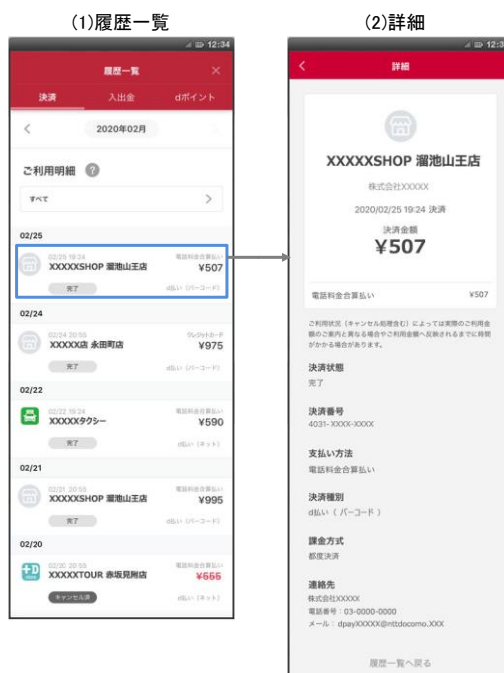 (1)履歴一覧
12:34
履歴一覧
決済 入出金 dポイント
2020年02月
ご利用明細 ?
すべて
02/25
02/25 19:24 電話料金合算払い
XXXXXSHOP 溜池山王店 ¥507
完了 d払い (バーコード)
02/24
02/24 20:55 クレジットカード
XXXXX店 永田町店 ¥975
完了 d払い (バーコード)
02/22
02/22 19:24 電話料金合算払い
XXXXXタクシー ¥590
完了 d払い (ネット)
02/21
02/21 20:55 電話料金合算払い
XXXXXSHOP 溜池山王店 ¥995
完了 d払い (バーコード)
02/20
02/20 20:55 電話料金合算払い
XXXXXTOUR 赤坂見附店 ¥655
キャンセル済 d払い (ネット)
(2)詳細
詳細
XXXXXSHOP 溜池山王店
株式会社XXXXX
2020/02/25 19:24 決済
決済金額
¥507
電話料金合算払い ¥507
ご利用状況（キャンセル処理含む）によっては実際のご利用金
額のご案内と異なる場合やご利用金額へ反映されるまでに時間
がかかる場合があります。
決済状態
完了
決済番号
4031-XXXX-XXXX
支払い方法
電話料金合算払い
決済種別
d払い（ バーコード ）
課金方式
都度決済
連絡先
株式会社XXXXX
電話番号：03-0000-0000
メール： dpayXXXXX@nttdocomo.XXX
履歴一覧へ戻る